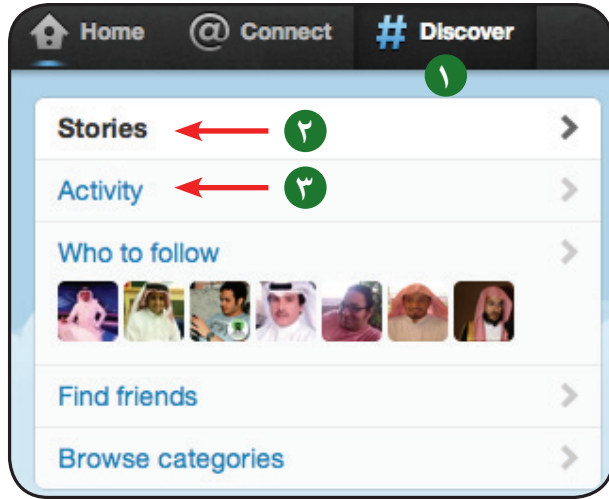 Home @ Connect # Discover
١
Stories ٢
Activity ٣
Who to follow
Find friends
Browse categories